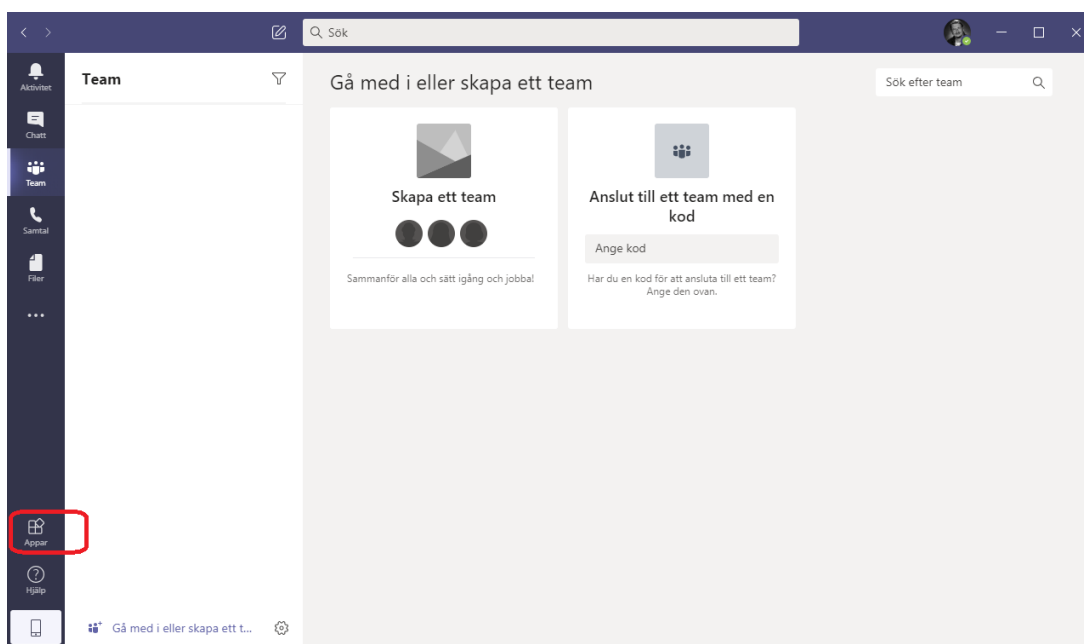 Sök
Aktivitet
Chatt
Team
Samtal
Filer
Appar
Hjälp
Team
Gå med i eller skapa ett t...
Gå med i eller skapa ett team
Sök efter team
Skapa ett team
Sammanför alla och sätt igång och jobba!
Anslut till ett team med en
kod
Ange kod
Har du en kod för att ansluta till ett team?
Ange den ovan.